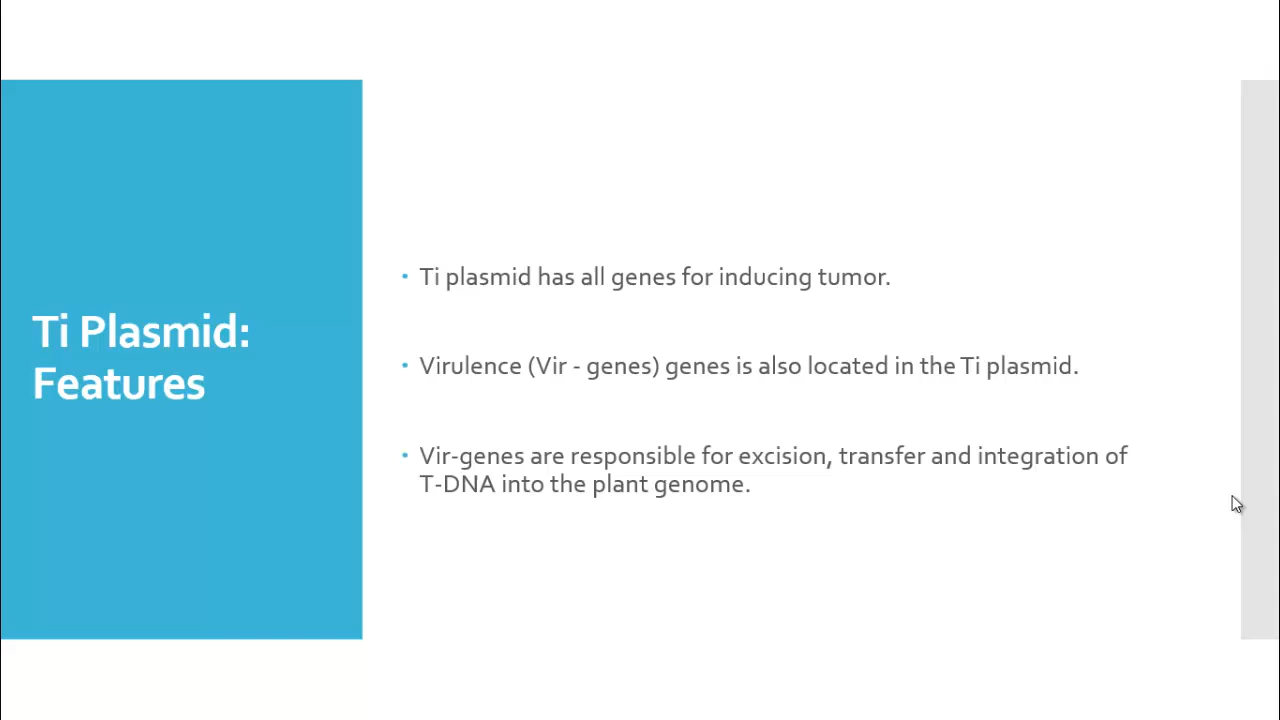 Ti Plasmid:
Features
• Ti plasmid has all genes for inducing tumor.
• Virulence (Vir - genes) genes is also located in the Ti plasmid.
• Vir-genes are responsible for excision, transfer and integration of
T-DNA into the plant genome.